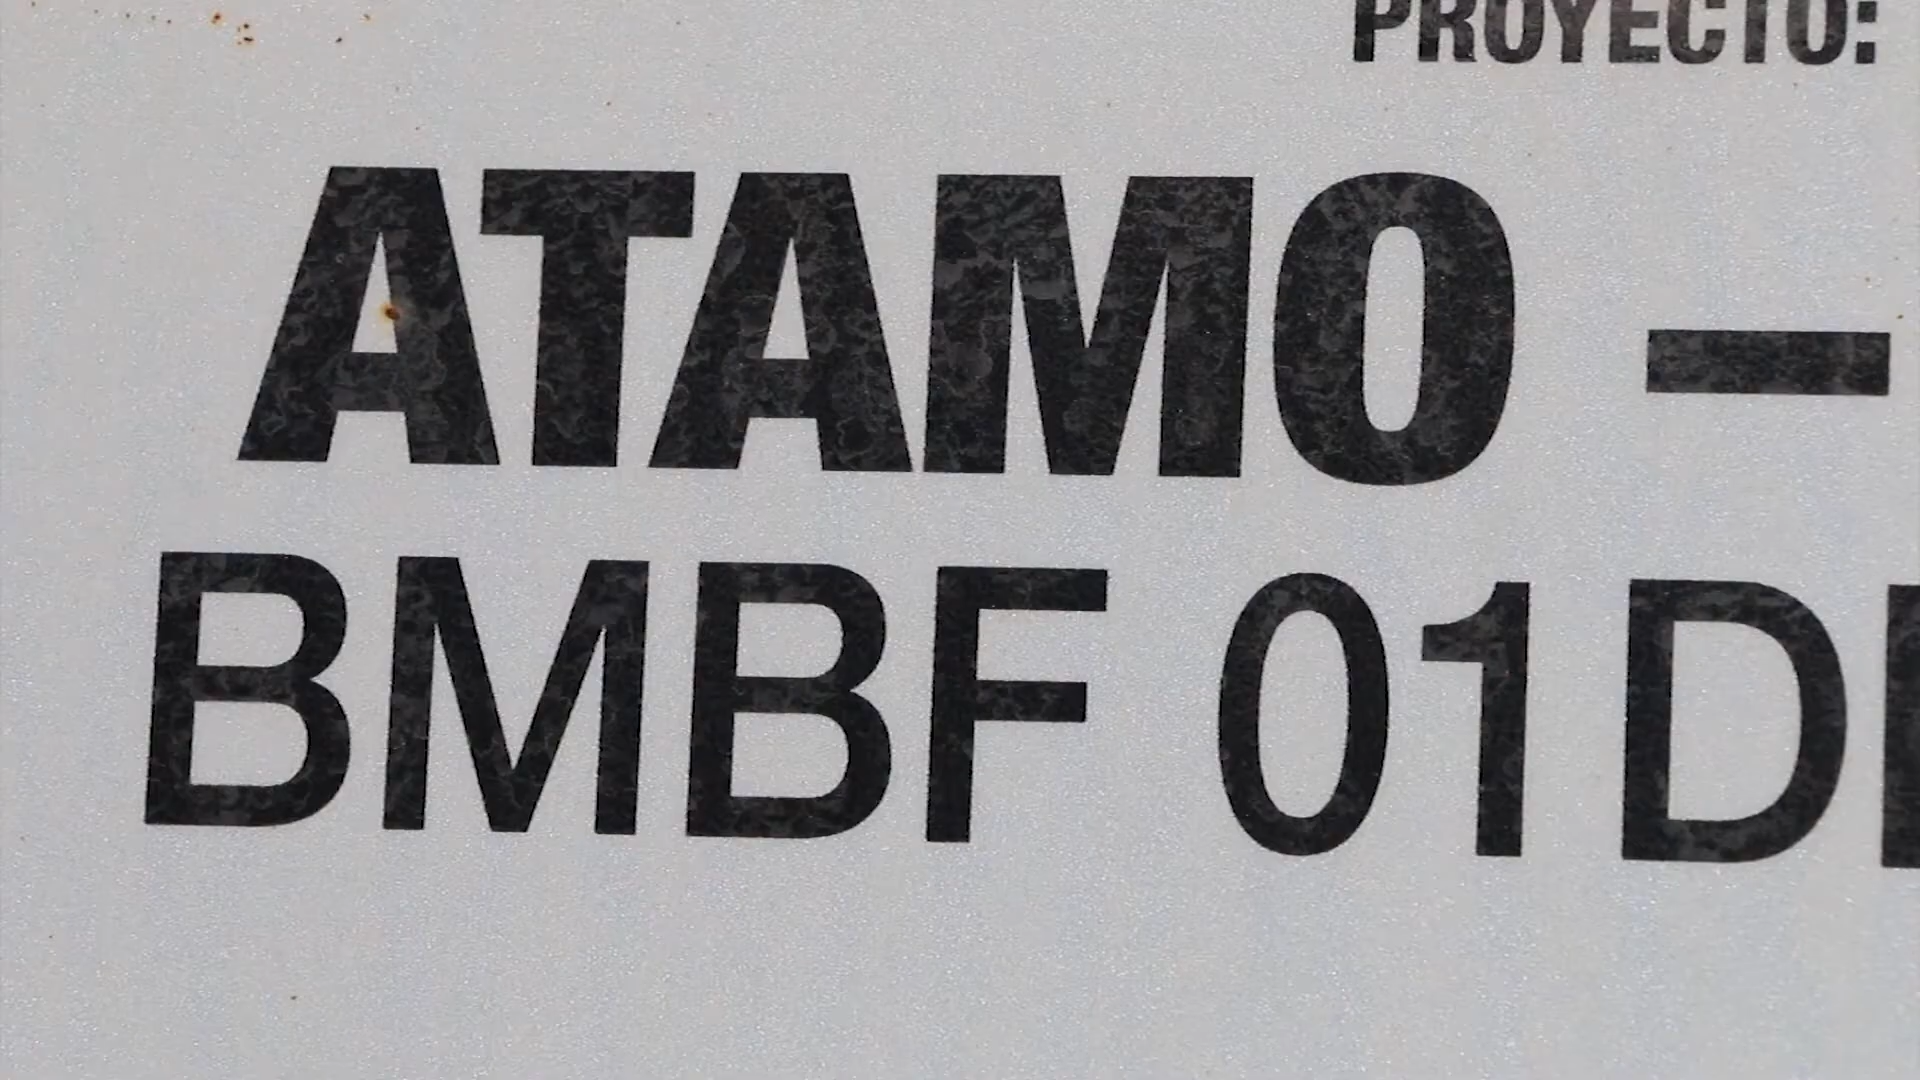 PROYECTO:
ATAMO –
BMBF 01D